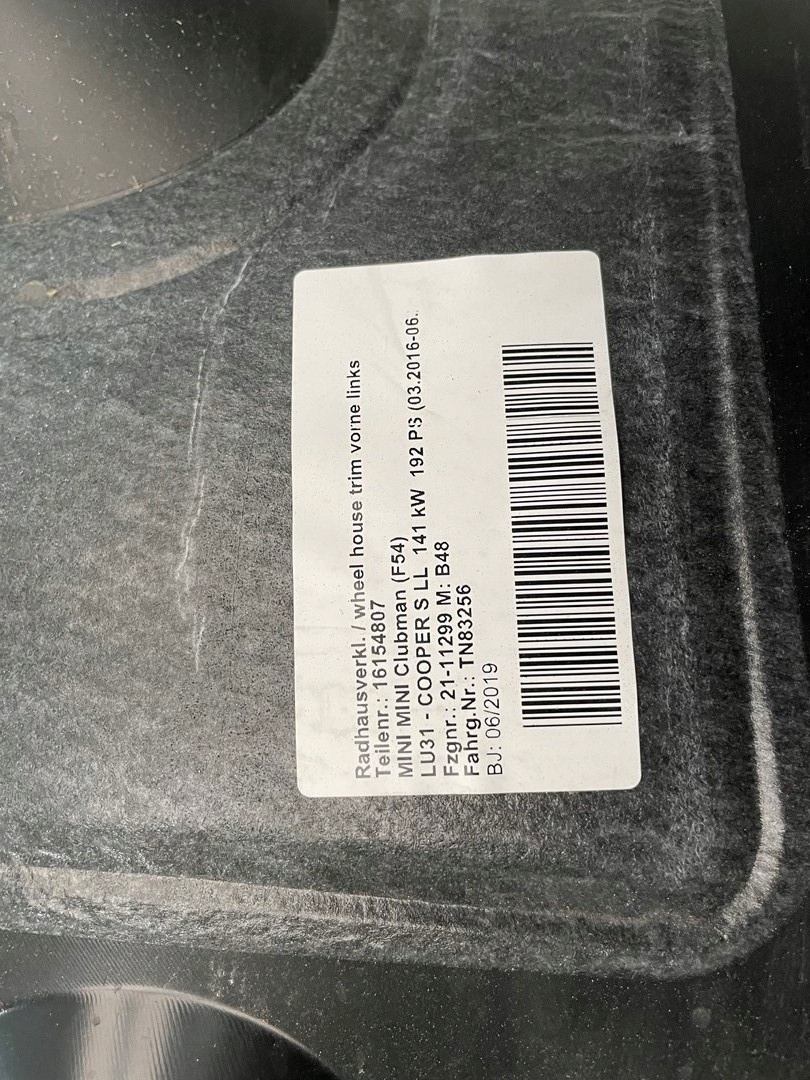 Radhausverkl. / wheel house trim vorne links
Teilenr.: 16154807
MINI MINI Clubman (F54)
LU31 - COOPER S LL 141 kW 192 PS (03.2016-06.
Fzgnr.: 21-11299 M: B48
Fahrg.Nr.: TN83256
BJ: 06/2019